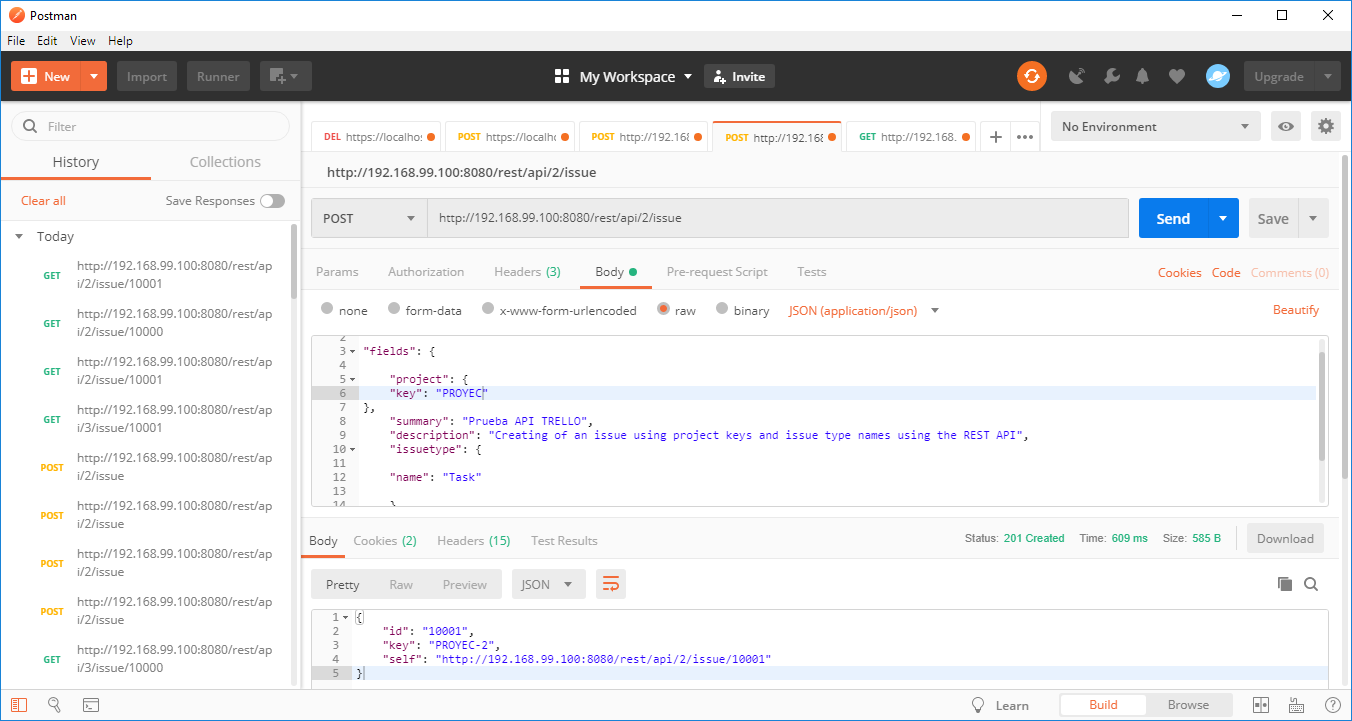 Postman
File Edit View Help
New Import Runner My Workspace Invite Upgrade
Filter
History Collections
Clear all Save Responses
Today
GET http://192.168.99.100:8080/rest/ap
i/2/issue/10001
GET http://192.168.99.100:8080/rest/ap
i/2/issue/10000
GET http://192.168.99.100:8080/rest/ap
i/2/issue/10001
GET http://192.168.99.100:8080/rest/ap
i/3/issue/10001
POST http://192.168.99.100:8080/rest/ap
i/2/issue
POST http://192.168.99.100:8080/rest/ap
i/2/issue
POST http://192.168.99.100:8080/rest/ap
i/2/issue
POST http://192.168.99.100:8080/rest/ap
i/2/issue
GET http://192.168.99.100:8080/rest/ap
i/3/issue/10000
DEL https://localhos POST https://localh POST http://192.168 POST http://192.168 GET http://192.168. + ••• No Environment
http://192.168.99.100:8080/rest/api/2/issue
POST http://192.168.99.100:8080/rest/api/2/issue Send Save
Params Authorization Headers (3) Body Pre-request Script Tests Cookies Code Comments (0)
none form-data x-www-form-urlencoded raw binary JSON (application/json) Beautify
2
3 "fields": {
4
5 "project": {
6 "key": "PROYEC"
7 },
8 "summary": "Prueba API TRELLO",
9 "description": "Creating of an issue using project keys and issue type names using the REST API",
10 "issuetype": {
11
12 "name": "Task"
13
14 }
Body Cookies (2) Headers (15) Test Results Status: 201 Created Time: 609 ms Size: 585 B Download
Pretty Raw Preview JSON
1 {
2 "id": "10001",
3 "key": "PROYEC-2",
4 "self": "http://192.168.99.100:8080/rest/api/2/issue/10001"
5 }
Learn Build Browse ?